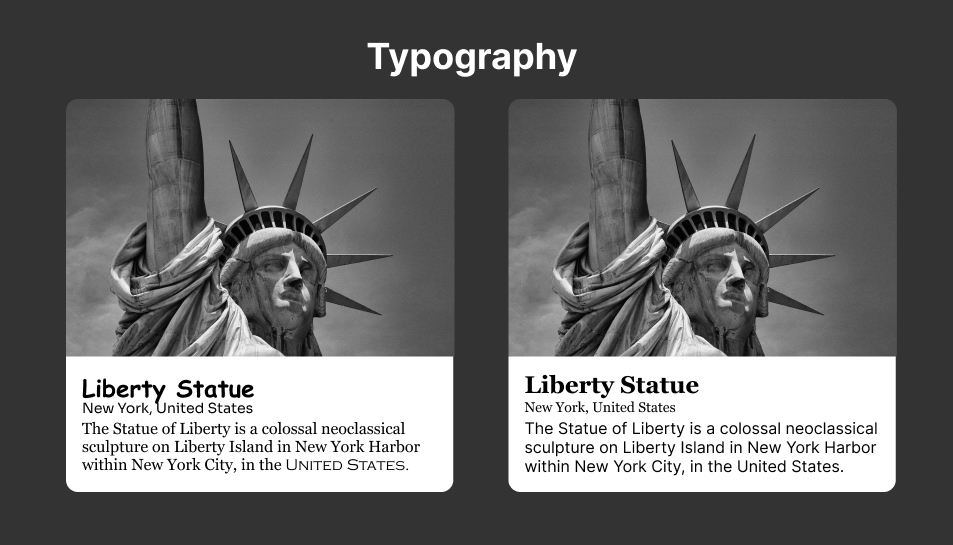 Typography
Liberty Statue
New York, United States
The Statue of Liberty is a colossal neoclassical
sculpture on Liberty Island in New York Harbor
within New York City, in the UNITED STATES.
Liberty Statue
New York, United States
The Statue of Liberty is a colossal neoclassical
sculpture on Liberty Island in New York Harbor
within New York City, in the United States.